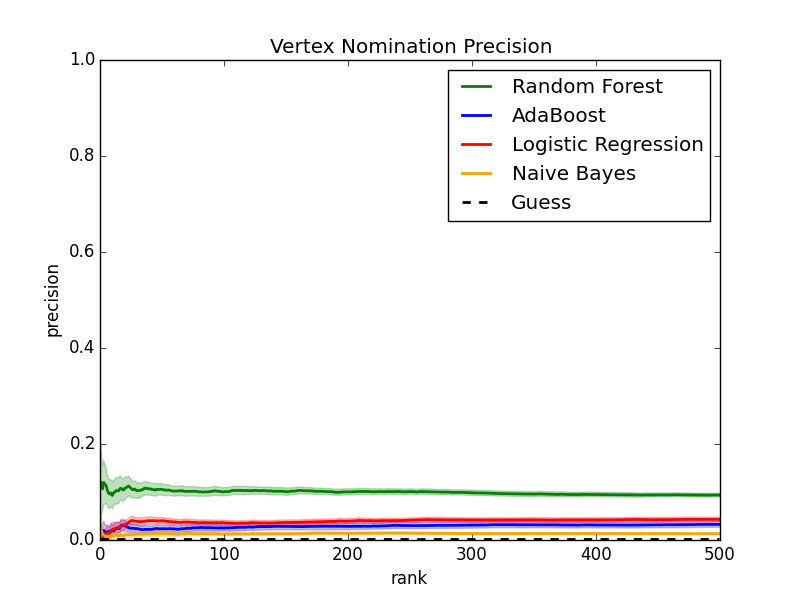 Vertex Nomination Precision
1.0
0.8
0.6
0.4
0.2
0.0
precision
Random Forest
AdaBoost
Logistic Regression
Naive Bayes
Guess
0 100 200 300 400 500
rank